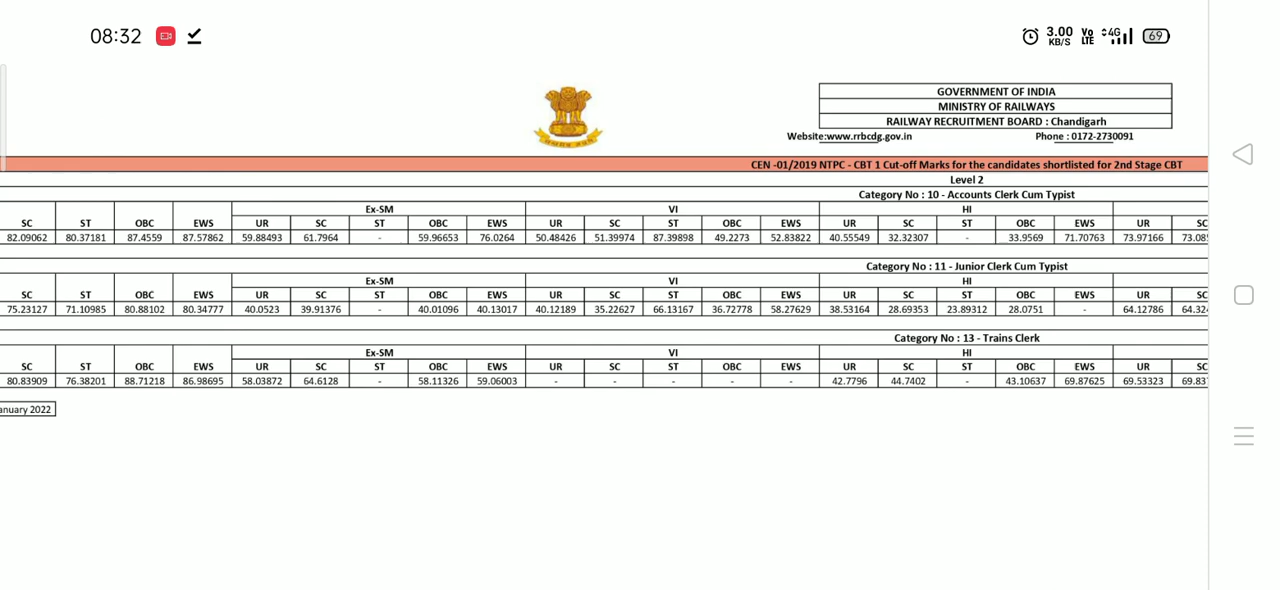 08:32 3.00 KB/S Vo LTE 4G 69
GOVERNMENT OF INDIA
MINISTRY OF RAILWAYS
RAILWAY RECRUITMENT BOARD : Chandigarh
Website:www.rrbcdg.gov.in Phone : 0172-2730091
CEN -01/2019 NTPC - CBT 1 Cut-off Marks for the candidates shortlisted for 2nd Stage CBT
Level 2
Category No : 10 - Accounts Clerk Cum Typist
Ex-SM VI HI
SC ST OBC EWS UR SC ST OBC EWS UR SC ST OBC EWS UR SC ST OBC EWS UR SC
82.09062 80.37181 87.4559 87.57862 59.88493 61.7964 - 59.96653 76.0264 50.48426 51.39974 87.39898 49.2273 52.83822 40.55549 32.32307 - 33.9569 71.70763 73.97166 73.08
Category No : 11 - Junior Clerk Cum Typist
Ex-SM VI HI
SC ST OBC EWS UR SC ST OBC EWS UR SC ST OBC EWS UR SC ST OBC EWS UR SC
75.23127 71.10985 80.88102 80.34777 40.0523 39.91376 - 40.01096 40.13017 40.12189 35.22627 66.13167 36.72778 58.27629 38.53164 28.69353 23.89312 28.0751 - 64.12786 64.32
Category No : 13 - Trains Clerk
Ex-SM VI HI
SC ST OBC EWS UR SC ST OBC EWS UR SC ST OBC EWS UR SC ST OBC EWS UR SC
80.83909 76.38201 88.71218 86.98695 58.03872 64.6128 - 58.11326 59.06003 - - - - - 42.7796 44.7402 - 43.10637 69.87625 69.53323 69.83
anuary 2022